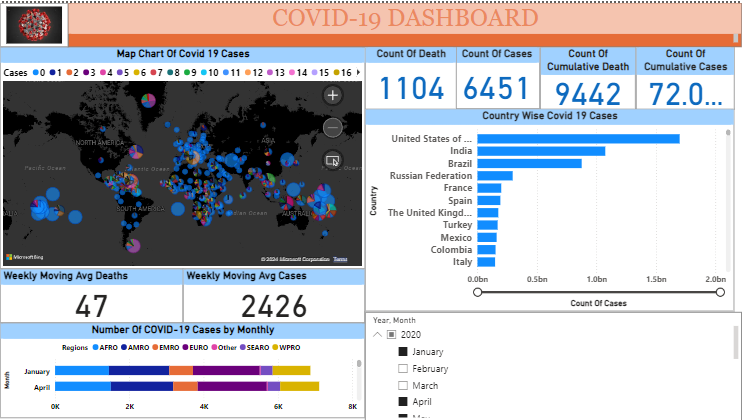 COVID-19 DASHBOARD
Map Chart Of Covid 19 Cases
Cases 0 1 2 3 4 5 6 7 8 9 10 11 12 13 14 15 16
NORTH AMERICA
ASIA
Pacific Ocean
Pacific Ocean
SOUTH AMERICA
Indian Ocean
AUSTRALIA
Microsoft Bing
© 2024 Microsoft Corporation Terms
Count Of Death
1104
Count Of Cases
6451
Count Of
Cumulative Death
9442
Count Of
Cumulative Cases
72.0...
Country Wise Covid 19 Cases
Country
United States of ...
India
Brazil
Russian Federation
France
Spain
The United Kingd...
Turkey
Mexico
Colombia
Italy
0.0bn 0.5bn 1.0bn 1.5bn 2.0bn
Count Of Cases
Weekly Moving Avg Deaths
47
Weekly Moving Avg Cases
2426
Number Of COVID-19 Cases by Monthly
Regions AFRO AMRO EMRO EURO Other SEARO WPRO
Month
January
April
0K 2K 4K 6K 8K
Year, Month
2020
January
February
March
April